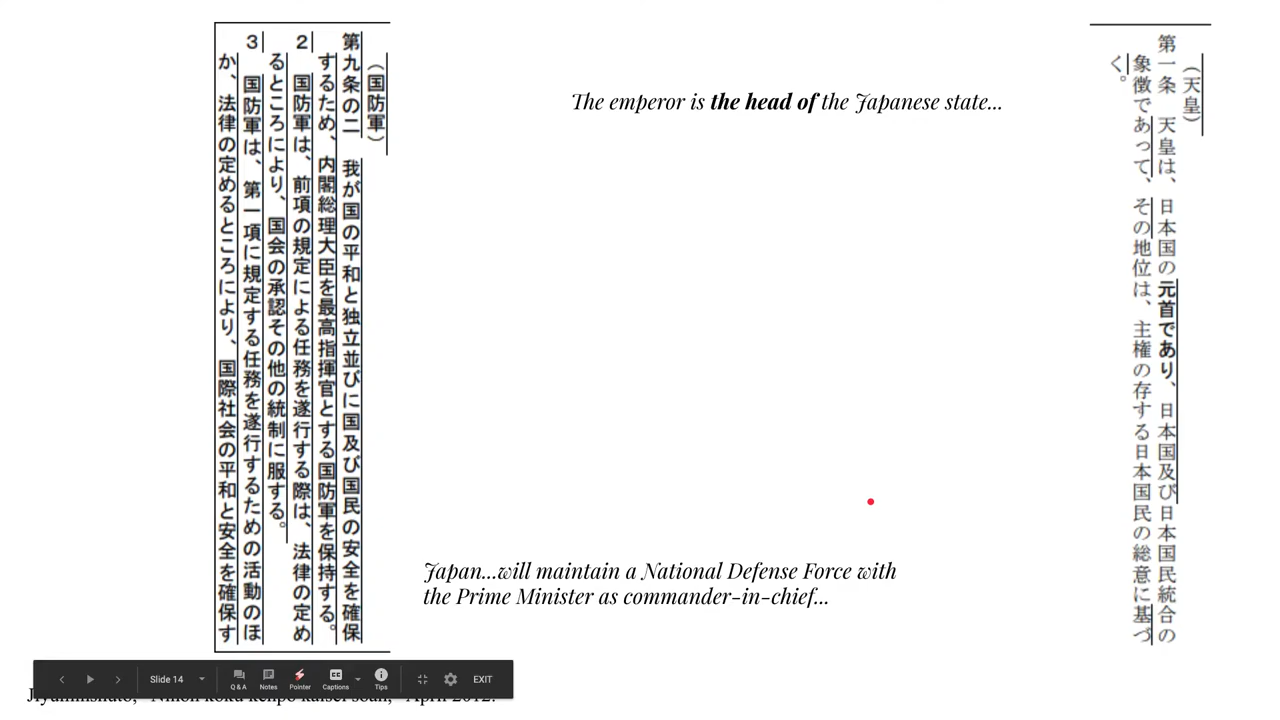 （天皇）
第一条　天皇は、日本国の元首であり、日本国及び日本国民統合の
象徴であって、その地位は、主権の存する日本国民の総意に基づ
く。
The emperor is the head of the Japanese state...
（国防軍）
第九条の二　我が国の平和と独立並びに国及び国民の安全を確保
するため、内閣総理大臣を最高指揮官とする国防軍を保持する。
2　国防軍は、前項の規定による任務を遂行する際は、法律の定め
るところにより、国会の承認その他の統制に服する。
3　国防軍は、第一項に規定する任務を遂行するための活動のほ
か、法律の定めるところにより、国際社会の平和と安全を確保す
Japan...will maintain a National Defense Force with
the Prime Minister as commander-in-chief...
Slide 14
Q & A
Notes
Pointer
Captions
Tips
EXIT
April 2012.